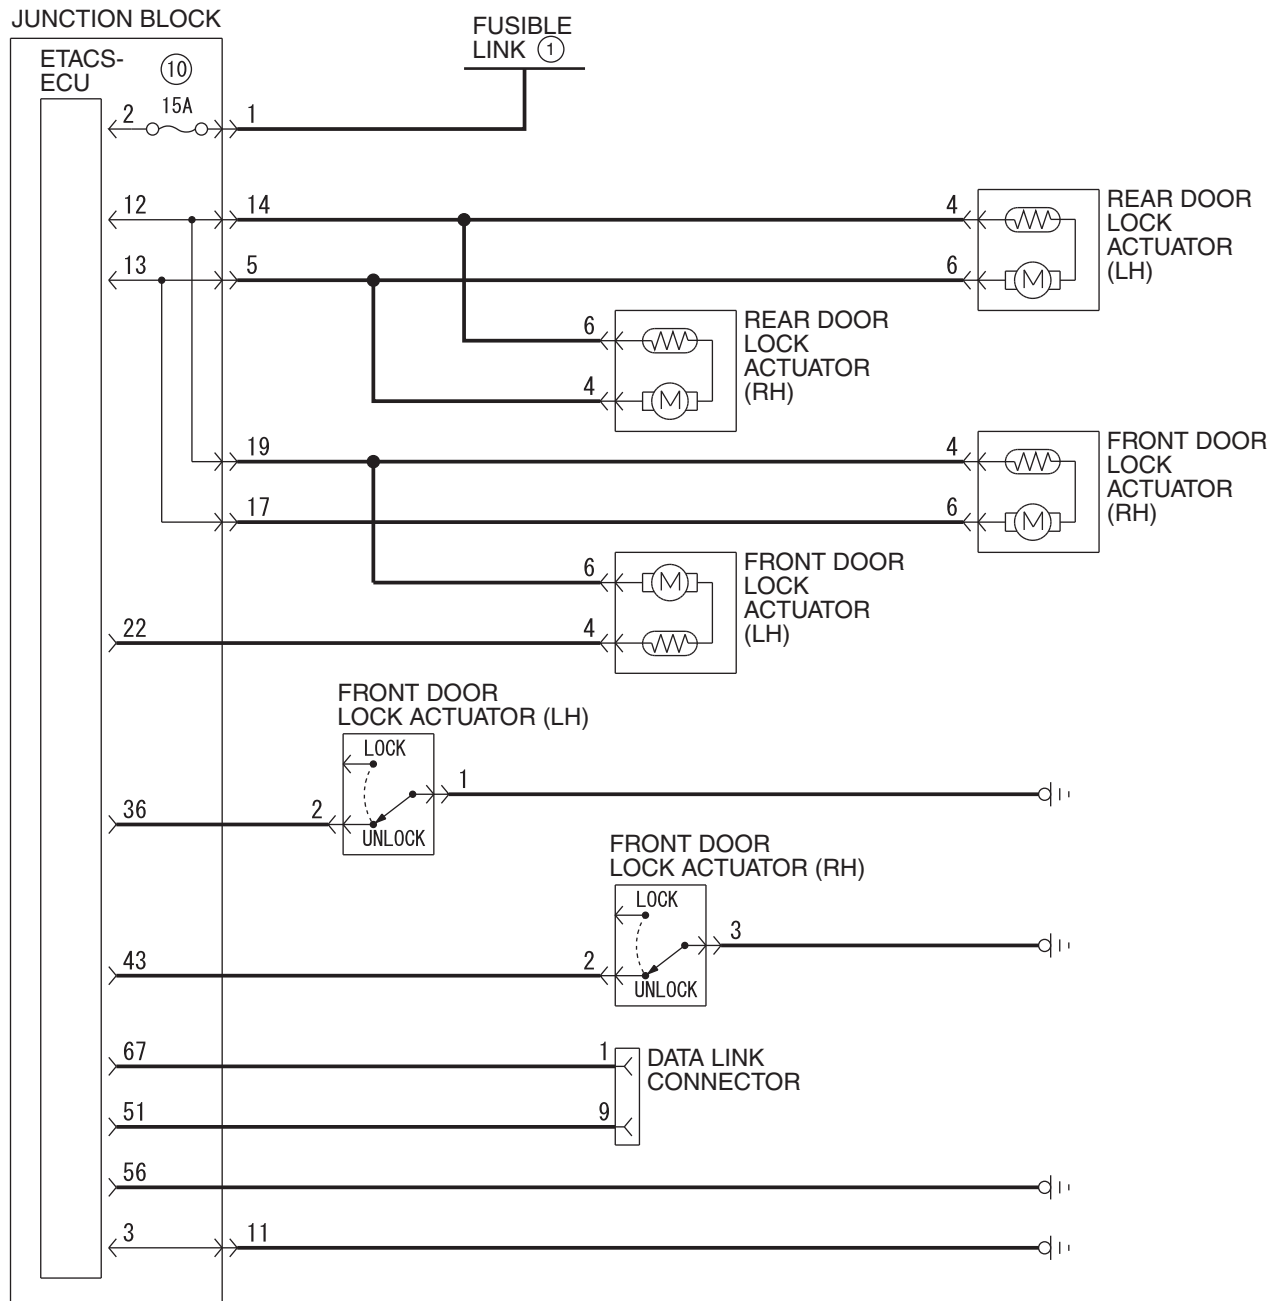 JUNCTION BLOCK
FUSIBLE
LINK 1
ETACS-
ECU
10
15A
2
1
12
14
4
REAR DOOR
LOCK
ACTUATOR
(LH)
13
5
6
M
6
REAR DOOR
LOCK
ACTUATOR
(RH)
4
M
19
4
FRONT DOOR
LOCK
ACTUATOR
(RH)
17
6
M
6
M
FRONT DOOR
LOCK
ACTUATOR
(LH)
22
4
FRONT DOOR
LOCK ACTUATOR (LH)
LOCK
1
36
2
UNLOCK
FRONT DOOR
LOCK ACTUATOR (RH)
LOCK
3
43
2
UNLOCK
67
1
DATA LINK
CONNECTOR
51
9
56
3
11